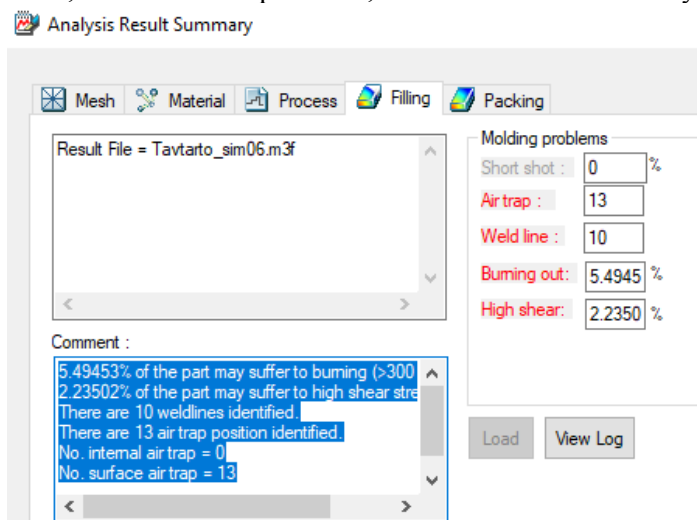 Analysis Result Summary
Mesh Material Process Filling Packing
Result File = Tavtarto_sim06.m3f
Molding problems
Short shot : 0 %
Air trap : 13
Weld line : 10
Burning out: 5.4945 %
High shear: 2.2350 %
Comment :
5.49453% of the part may suffer to burning (>300
2.23502% of the part may suffer to high shear stre
There are 10 weldlines identified.
There are 13 air trap position identified.
No. internal air trap = 0
No. surface air trap = 13
Load View Log